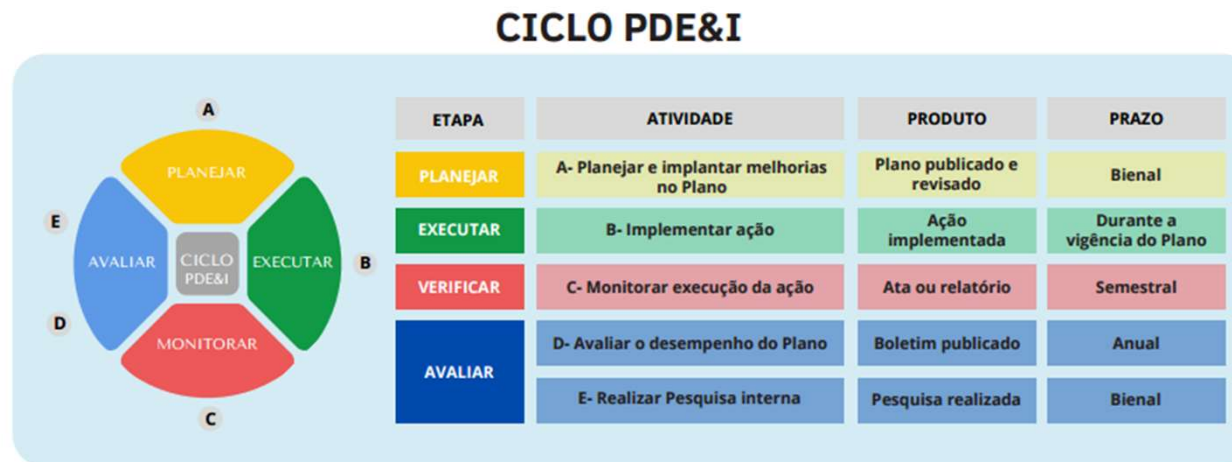 CICLO PDE&I
A
PLANEJAR
E
AVALIAR
CICLO
PDE&I
EXECUTAR
B
D
MONITORAR
C
ETAPA
ATIVIDADE
PRODUTO
PRAZO
PLANEJAR
A- Planejar e implantar melhorias
no Plano
Plano publicado e
revisado
Bienal
EXECUTAR
B- Implementar ação
Ação
implementada
Durante a
vigência do Plano
VERIFICAR
C- Monitorar execução da ação
Ata ou relatório
Semestral
AVALIAR
D- Avaliar o desempenho do Plano
Boletim publicado
Anual
E- Realizar Pesquisa interna
Pesquisa realizada
Bienal